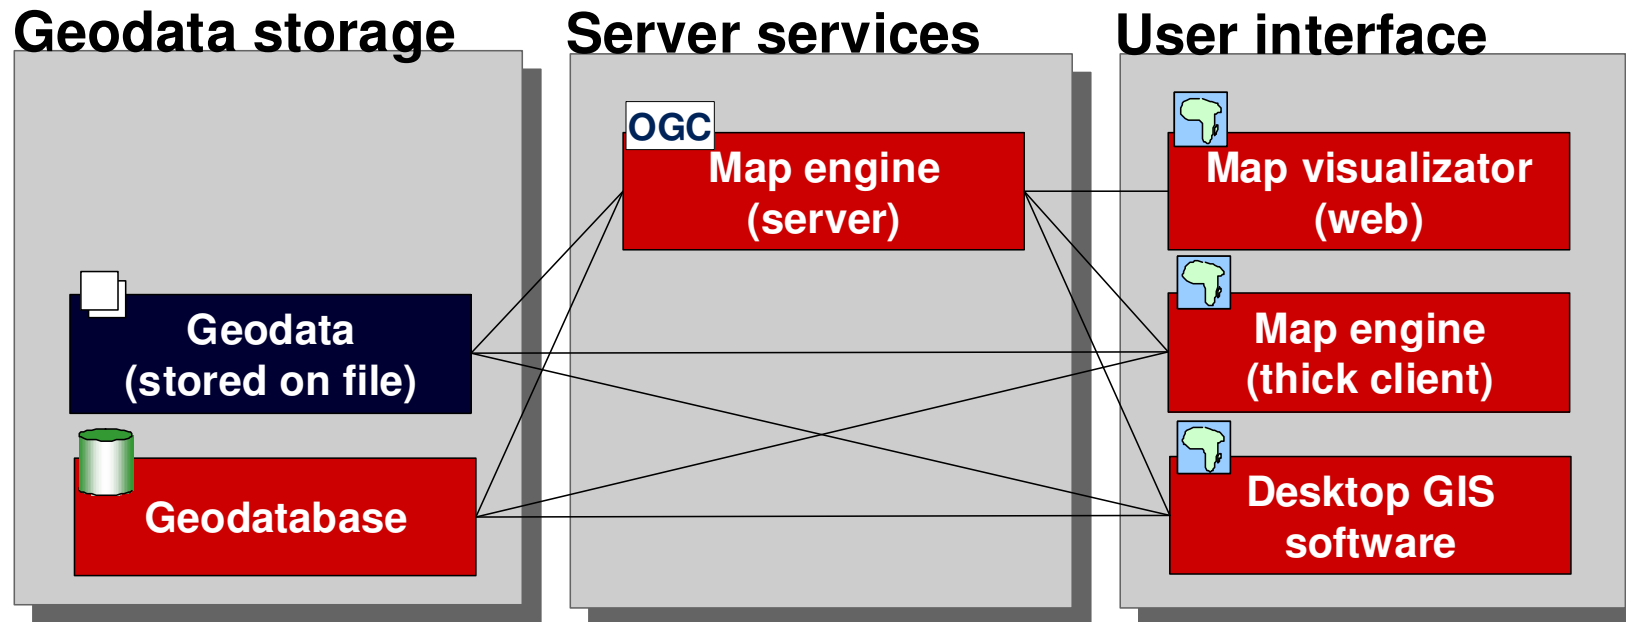 Geodata storage
Server services
User interface
OGC
Map engine
(server)
Map visualizator
(web)
Geodata
(stored on file)
Map engine
(thick client)
Geodatabase
Desktop GIS
software